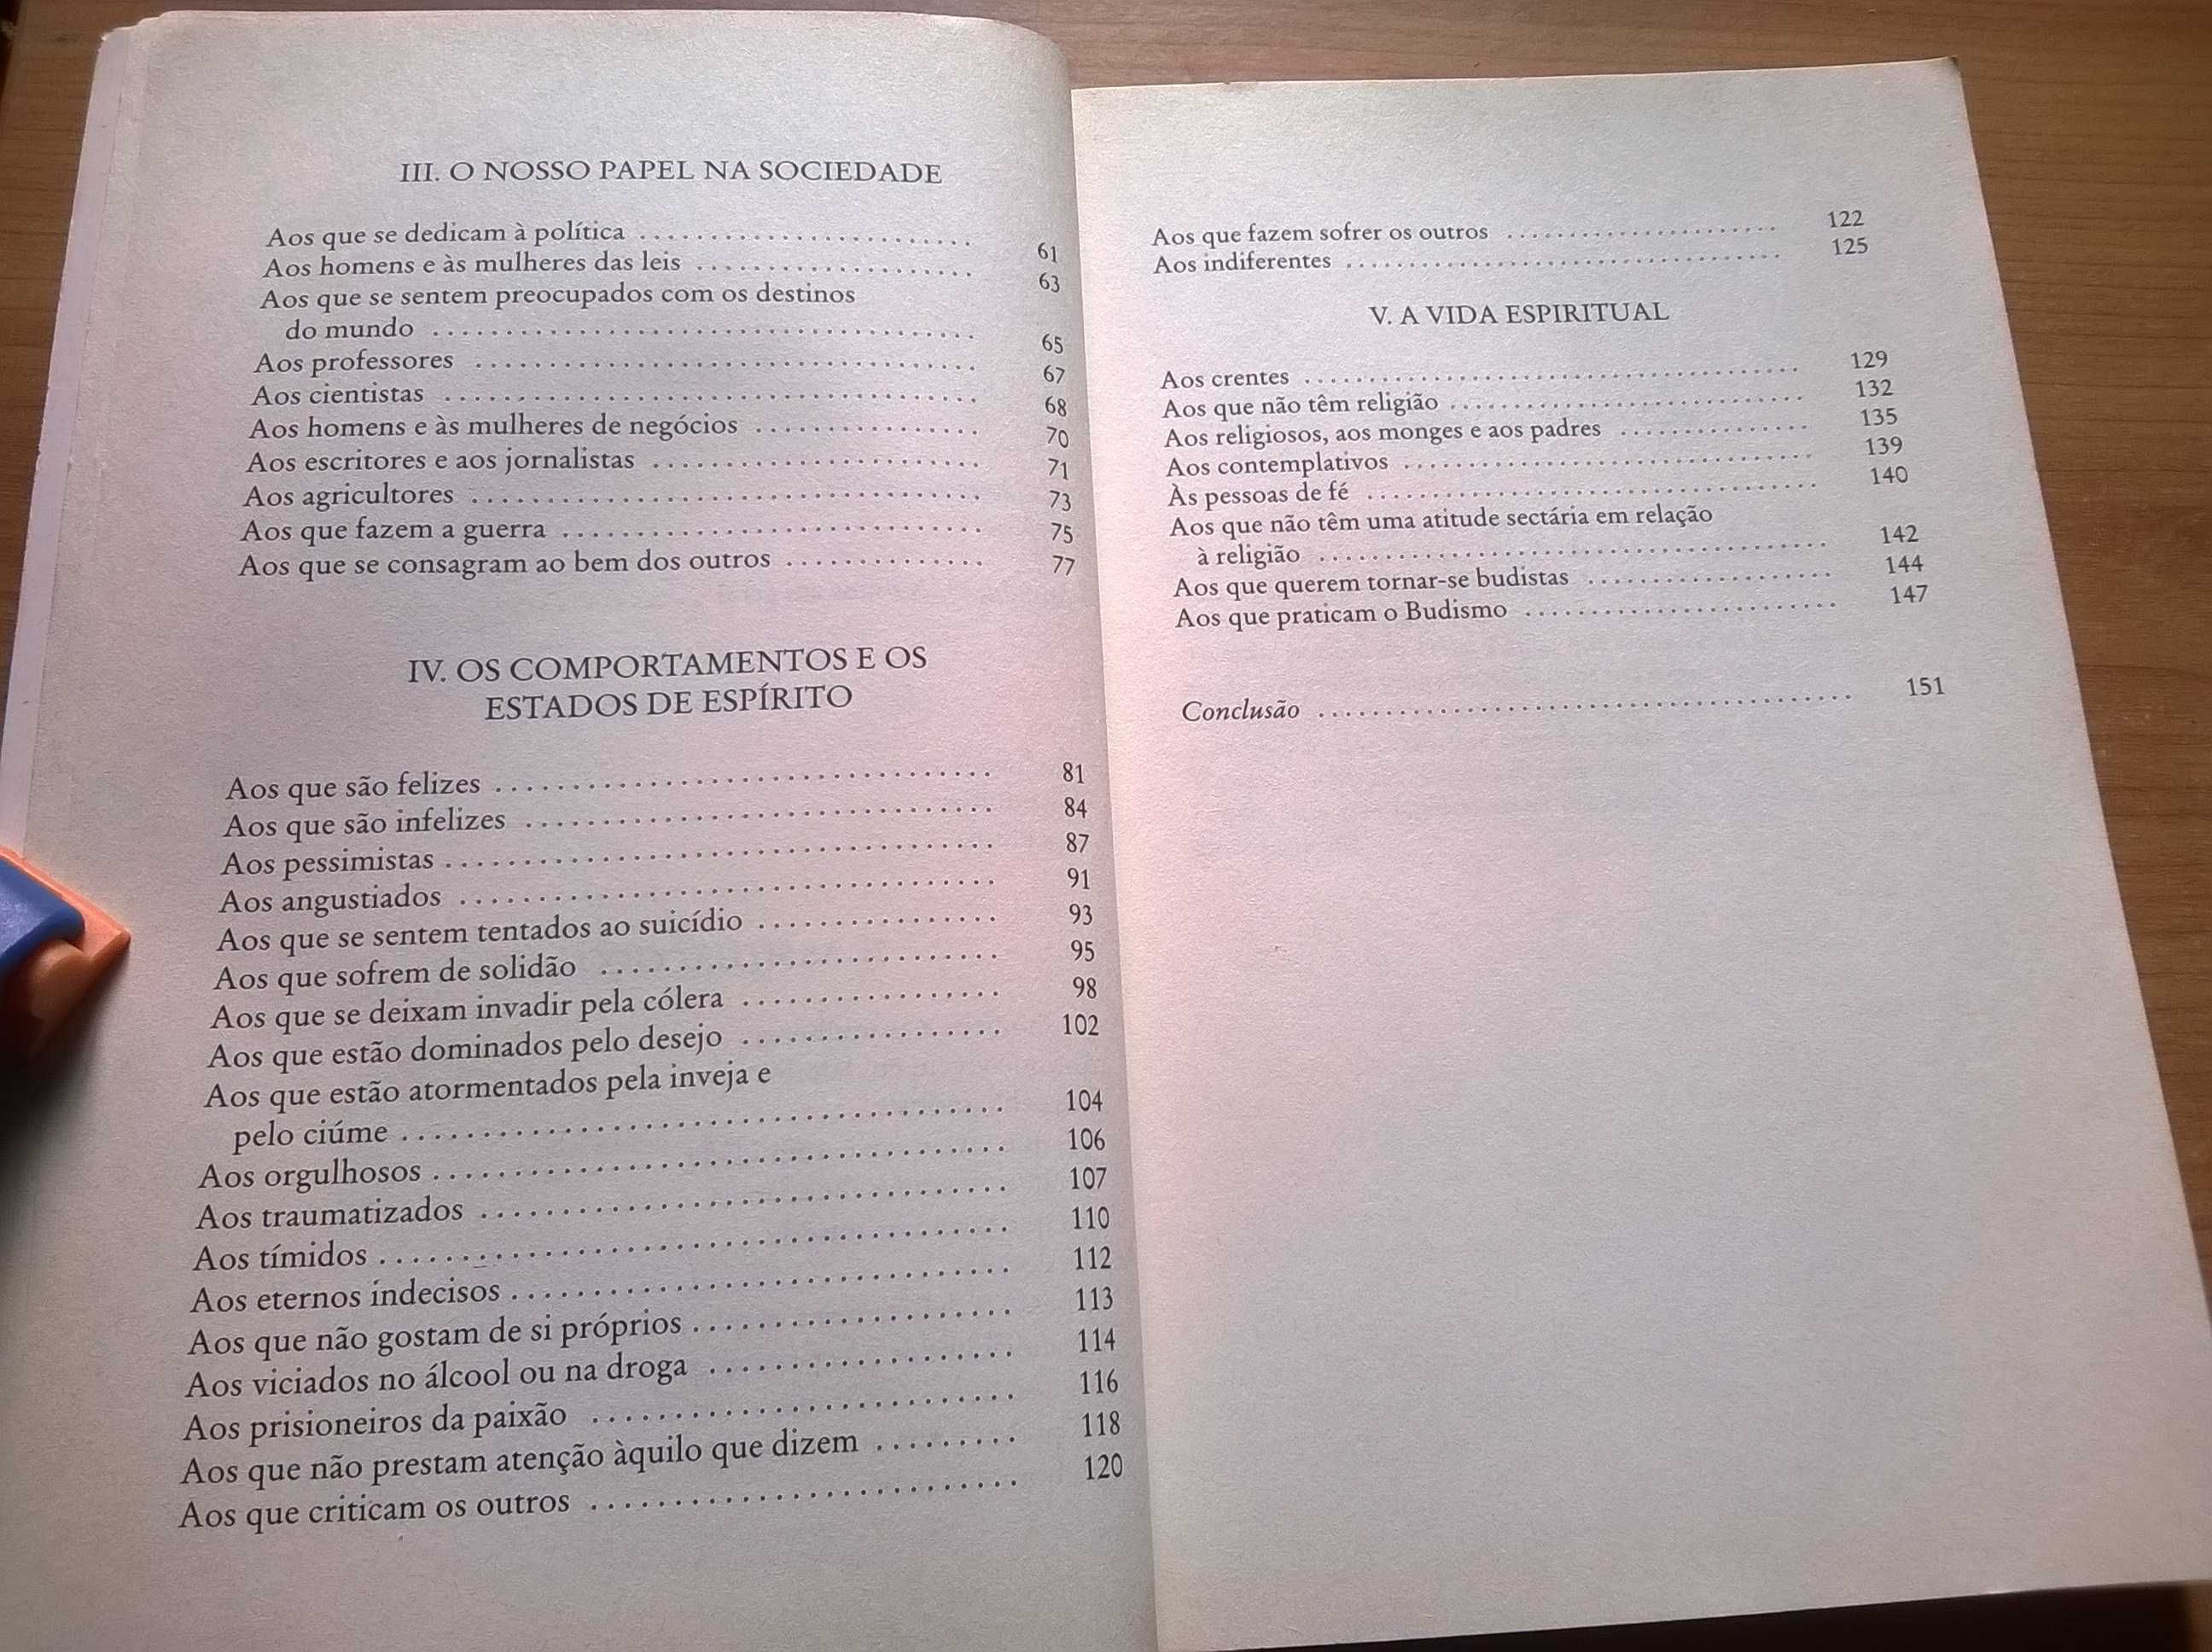 III. O NOSSO PAPEL NA SOCIEDADE
Aos que se dedicam à política ........................ 61
Aos homens e às mulheres das leis .................... 63
Aos que se sentem preocupados com os destinos
do mundo ........................................ 65
Aos professores ..................................... 67
Aos cientistas ....................................... 68
Aos homens e às mulheres de negócios ................ 70
Aos escritores e aos jornalistas ........................ 71
Aos agricultores ..................................... 73
Aos que fazem a guerra .............................. 75
Aos que se consagram ao bem dos outros .............. 77
IV. OS COMPORTAMENTOS E OS
ESTADOS DE ESPÍRITO
Aos que são felizes ................................. 81
Aos que são infelizes ............................... 84
Aos pessimistas ..................................... 87
Aos angustiados .................................... 91
Aos que se sentem tentados ao suicídio ................ 93
Aos que sofrem de solidão .......................... 95
Aos que se deixam invadir pela cólera ................. 98
Aos que estão dominados pelo desejo ................. 102
Aos que estão atormentados pela inveja e
pelo ciúme ........................................ 104
Aos orgulhosos ..................................... 106
Aos traumatizados .................................. 107
Aos tímidos ........................................ 110
Aos eternos indecisos ................................ 112
Aos que não gostam de si próprios .................... 113
Aos viciados no álcool ou na droga ................... 114
Aos prisioneiros da paixão ........................... 116
Aos que não prestam atenção àquilo que dizem ......... 118
Aos que criticam os outros ........................... 120
Aos que fazem sofrer os outros ....................... 122
Aos indiferentes ..................................... 125
V. A VIDA ESPIRITUAL
Aos crentes ......................................... 129
Aos que não têm religião ............................. 132
Aos religiosos, aos monges e aos padres ............... 135
Aos contemplativos .................................. 139
Às pessoas de fé ..................................... 140
Aos que não têm uma atitude sectária em relação
à religião .......................................... 142
Aos que querem tornar-se budistas .................... 144
Aos que praticam o Budismo ......................... 147
Conclusão .......................................... 151